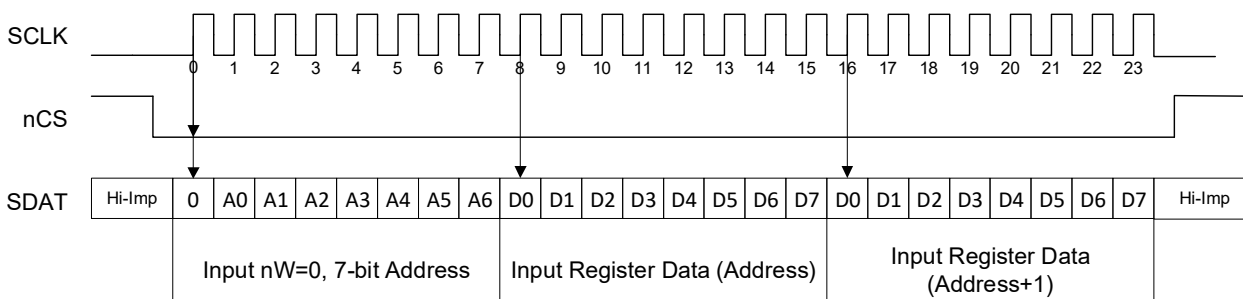 SCLK
0 1 2 3 4 5 6 7 8 9 10 11 12 13 14 15 16 17 18 19 20 21 22 23
nCS
SDAT Hi-Imp 0 A0 A1 A2 A3 A4 A5 A6 D0 D1 D2 D3 D4 D5 D6 D7 D0 D1 D2 D3 D4 D5 D6 D7 Hi-Imp
Input nW=0, 7-bit Address Input Register Data (Address) Input Register Data
(Address+1)